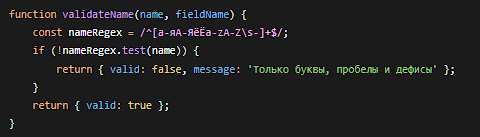 function validateName(name, fieldName) {
    const nameRegex = /^[а-яА-ЯёЁa-zA-Z\s-]+$/;
    if (!nameRegex.test(name)) {
        return { valid: false, message: 'Только буквы, пробелы и дефисы' };
    }
    return { valid: true };
}